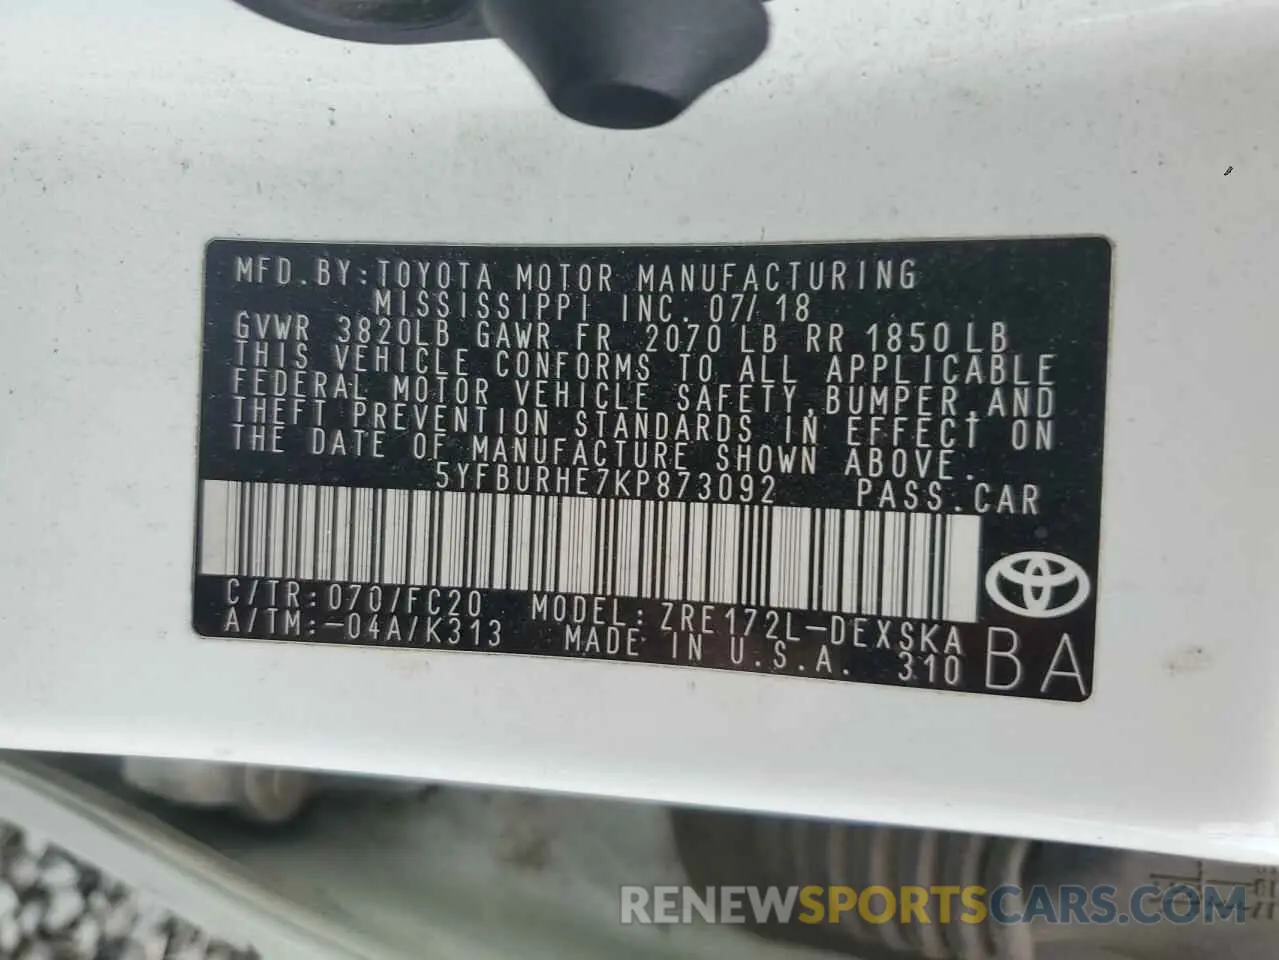 MFD.BY:TOYOTA MOTOR MANUFACTURING
MISSISSIPPI INC. 07/18
GVWR 3820LB GAWR FR 2070 LB RR 1850 LB
THIS VEHICLE CONFORMS TO ALL APPLICABLE
FEDERAL MOTOR VEHICLE SAFETY,BUMPER,AND
THEFT PREVENTION STANDARDS IN EFFECT ON
THE DATE OF MANUFACTURE SHOWN ABOVE.
5YFBURHE7KP873092 PASS.CAR
C/TR:070/FC20 MODEL:ZRE172L-DEXSKA
A/TM:-04A/K313 MADE IN U.S.A. 310 BA
RENEWSPORTSCARS.COM